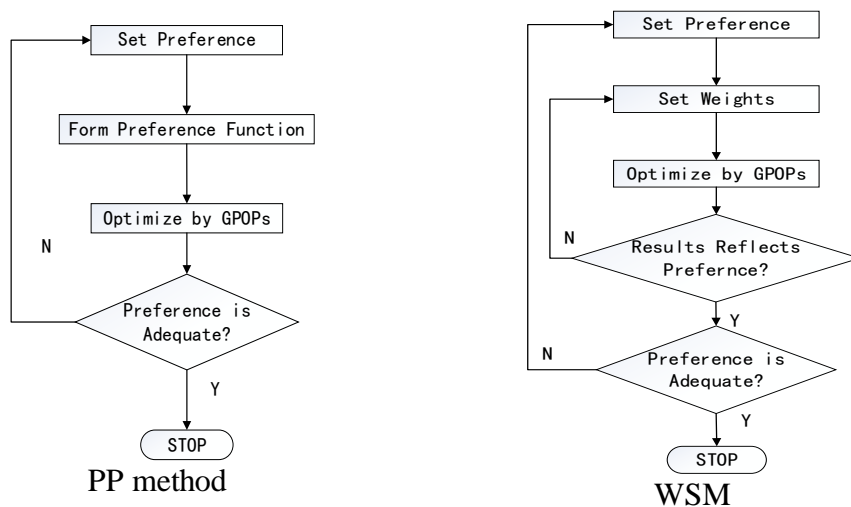 Set Preference
Form Preference Function
Optimize by GPOPs
N
Preference is
Adequate?
Y
STOP
PP method
Set Preference
Set Weights
Optimize by GPOPs
N
Results Reflects
Prefernce?
Y
N
Preference is
Adequate?
Y
STOP
WSM